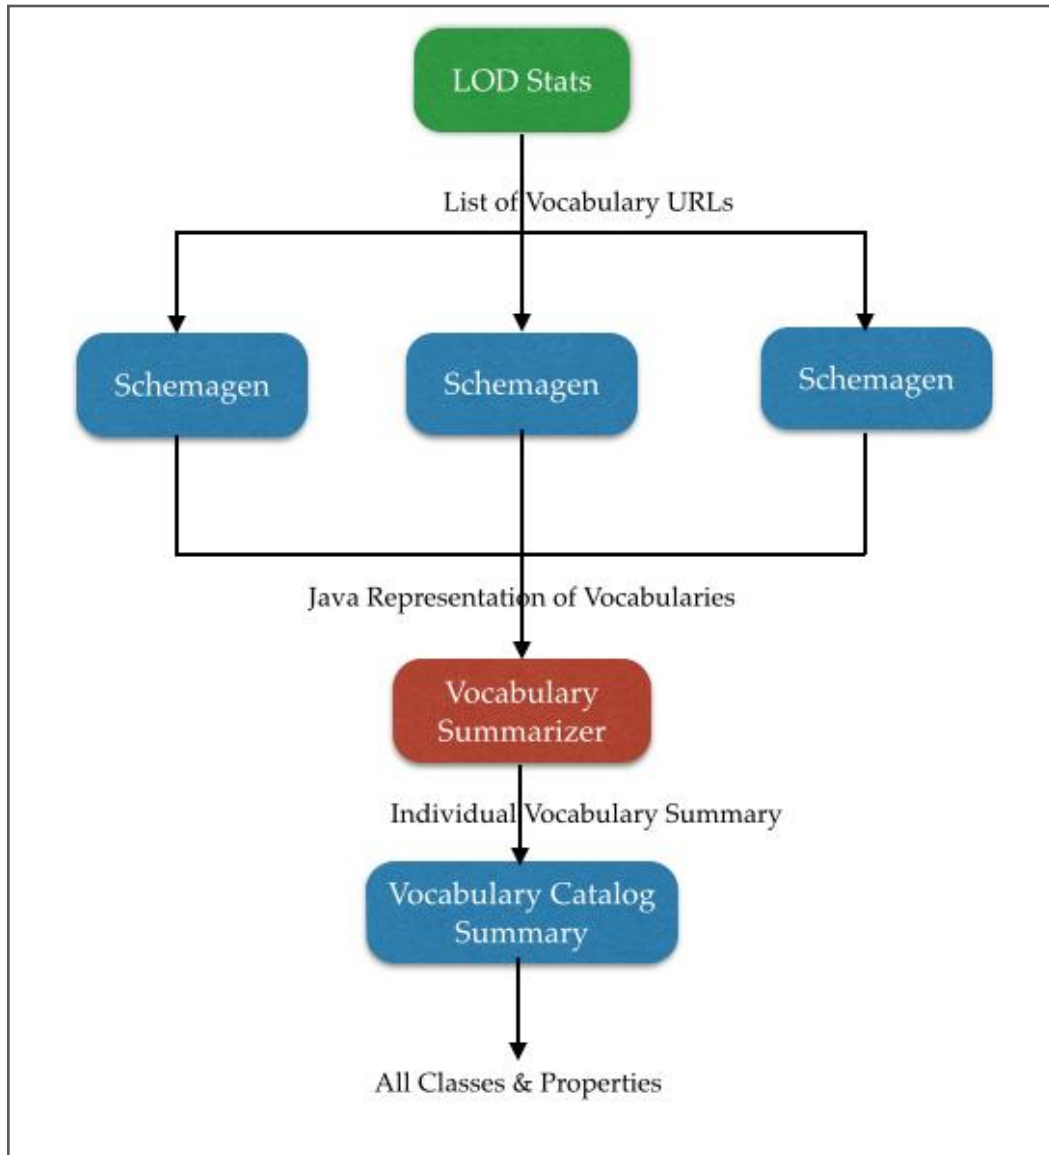 LOD Stats
List of Vocabulary URLs
Schemagen
Schemagen
Schemagen
Java Representation of Vocabularies
Vocabulary
Summarizer
Individual Vocabulary Summary
Vocabulary Catalog
Summary
All Classes & Properties